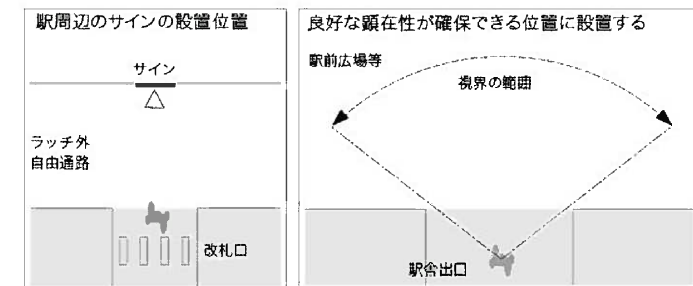 駅周辺のサインの設置位置
サイン
ラッチ外
自由通路
改札口
良好な顕在性が確保できる位置に設置する
駅前広場等
視界の範囲
駅舎出口